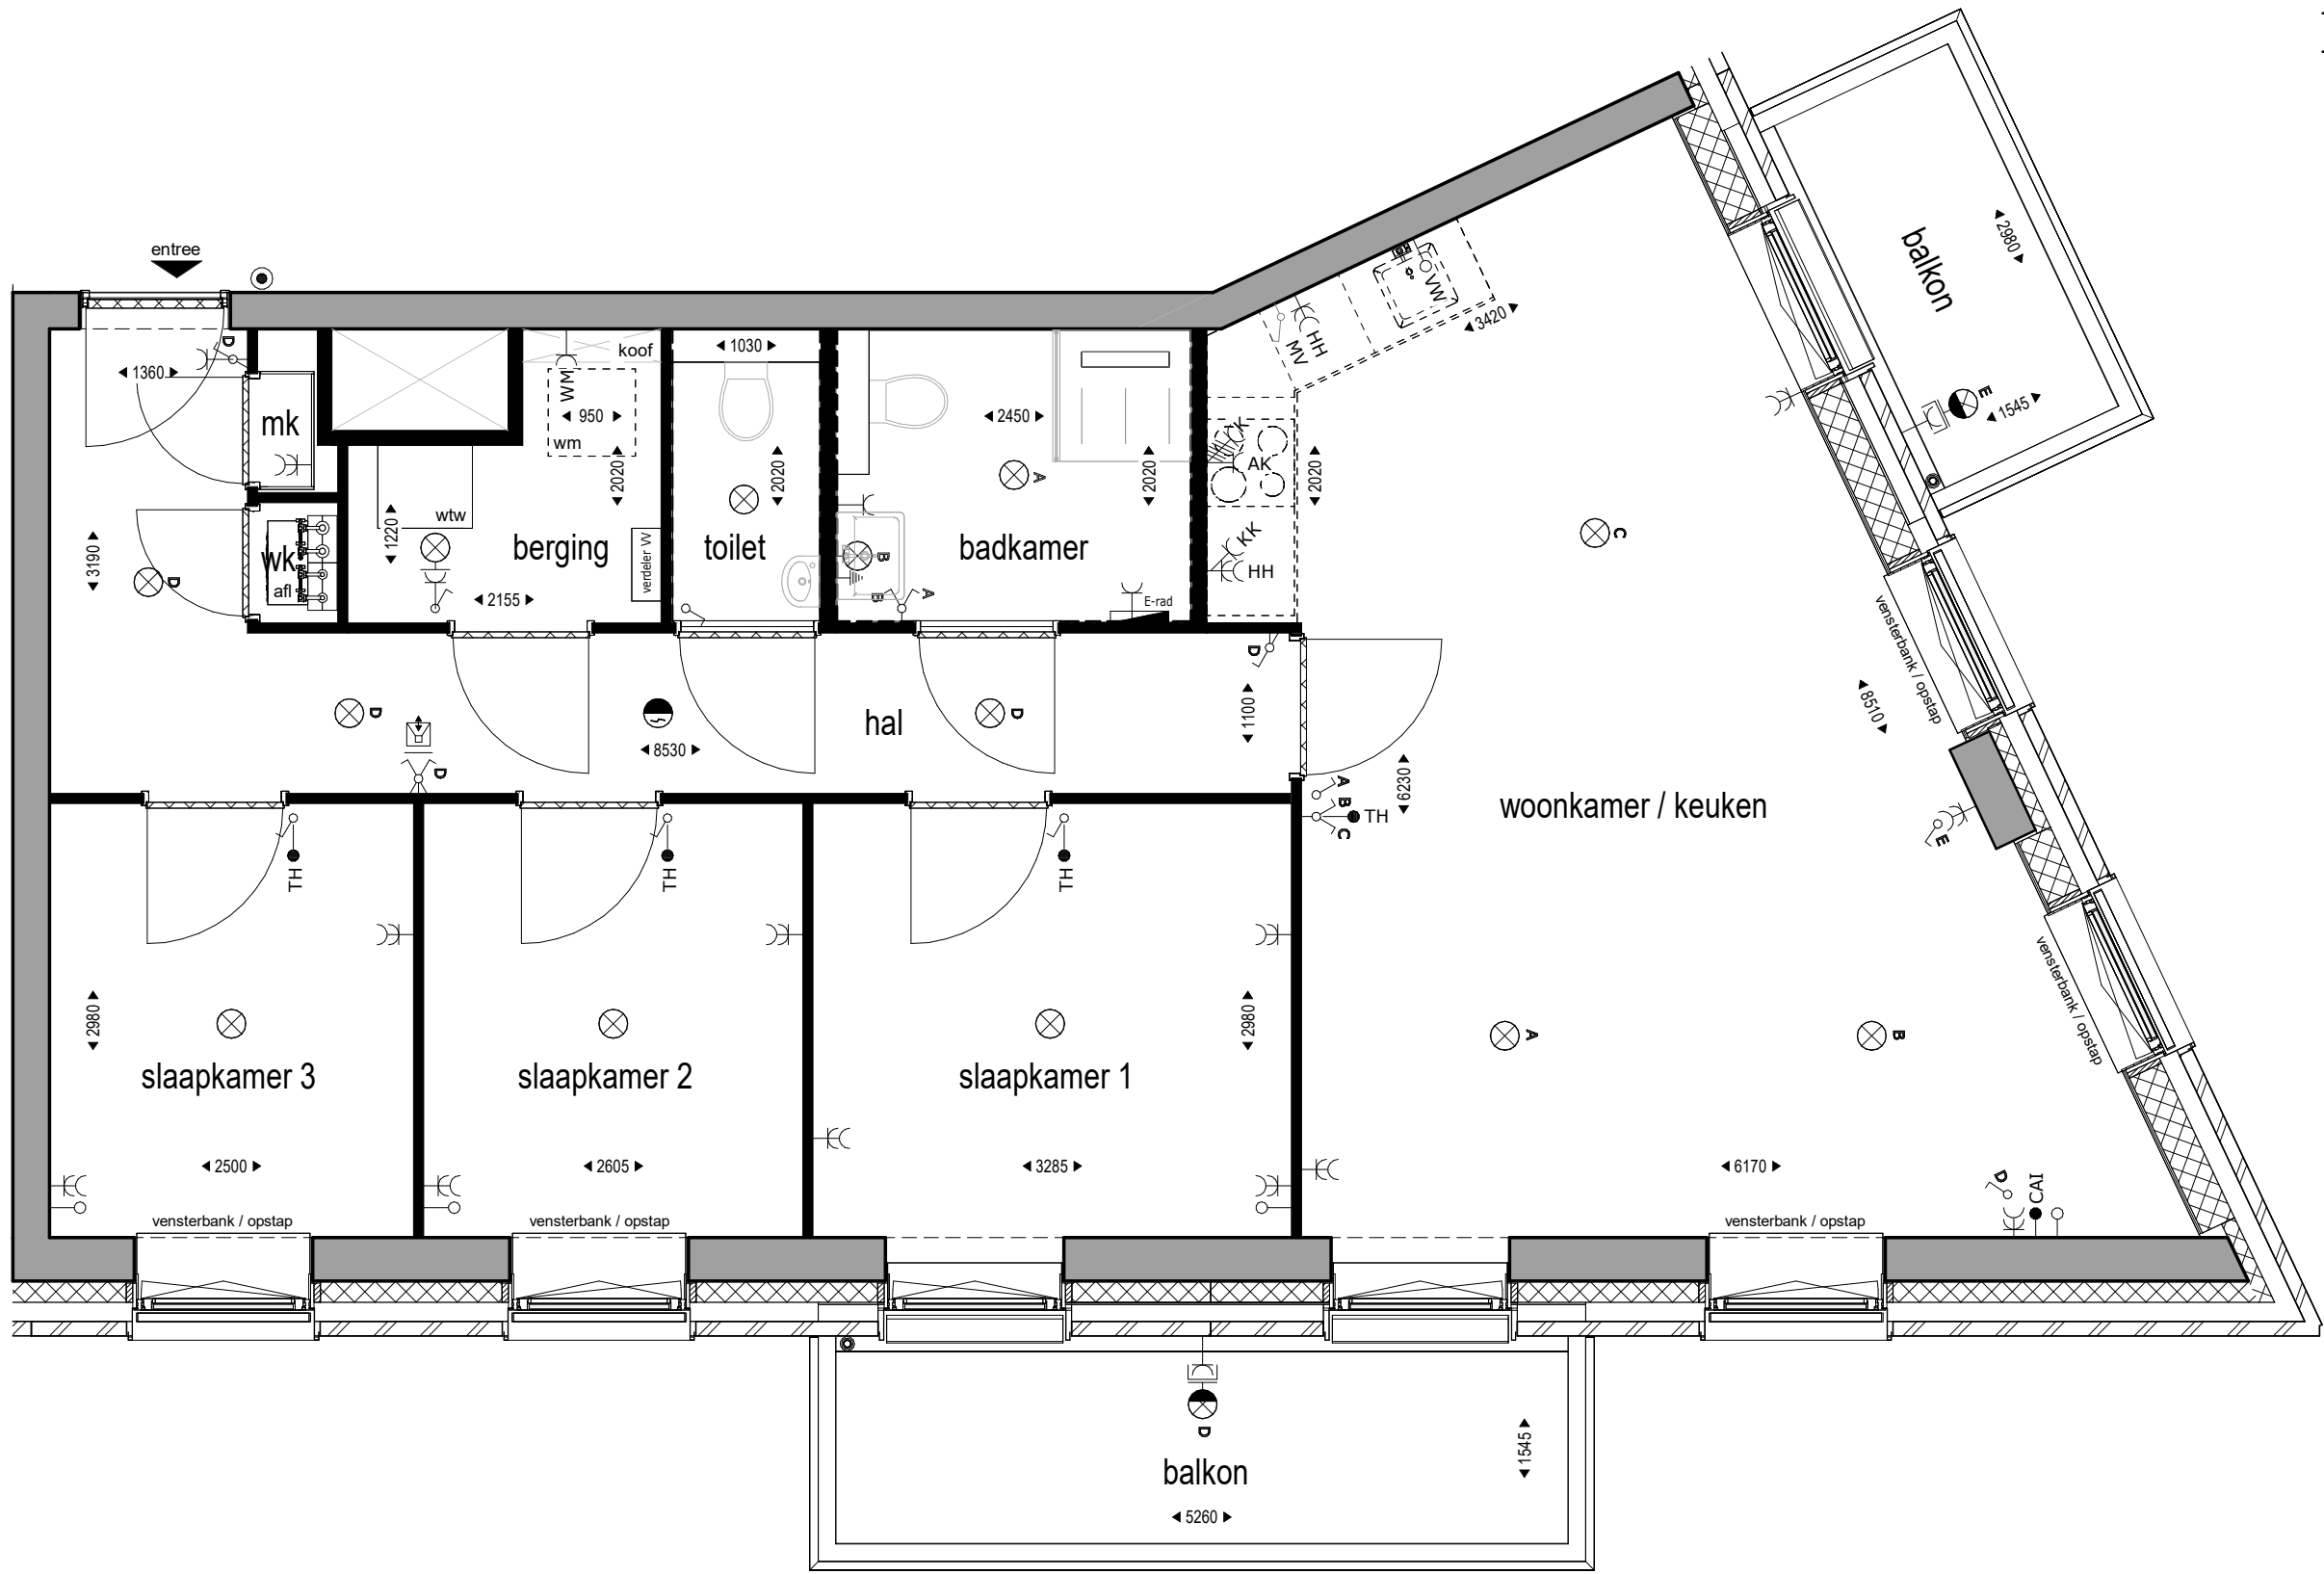 entree
balkon
2980
E
1545
D
1360
mk
koof
WM
950
wm
2020
1030
2020
2450
2020
A
2020
HH
MV
VW
3420
AK
KK
HH
C
3190
D
wk
afl
wtw
1220
berging
2155
verdeler W
toilet
badkamer
B
B
A
E-rad
D
D
D
8530
hal
D
1100
6230
A
B
C
TH
woonkamer / keuken
8510
vensterbank / opstap
E
vensterbank / opstap
TH
TH
TH
2980
2980
A
B
slaapkamer 3
slaapkamer 2
slaapkamer 1
2500
2605
3285
6170
D
CAI
vensterbank / opstap
vensterbank / opstap
vensterbank / opstap
D
balkon
1545
5260